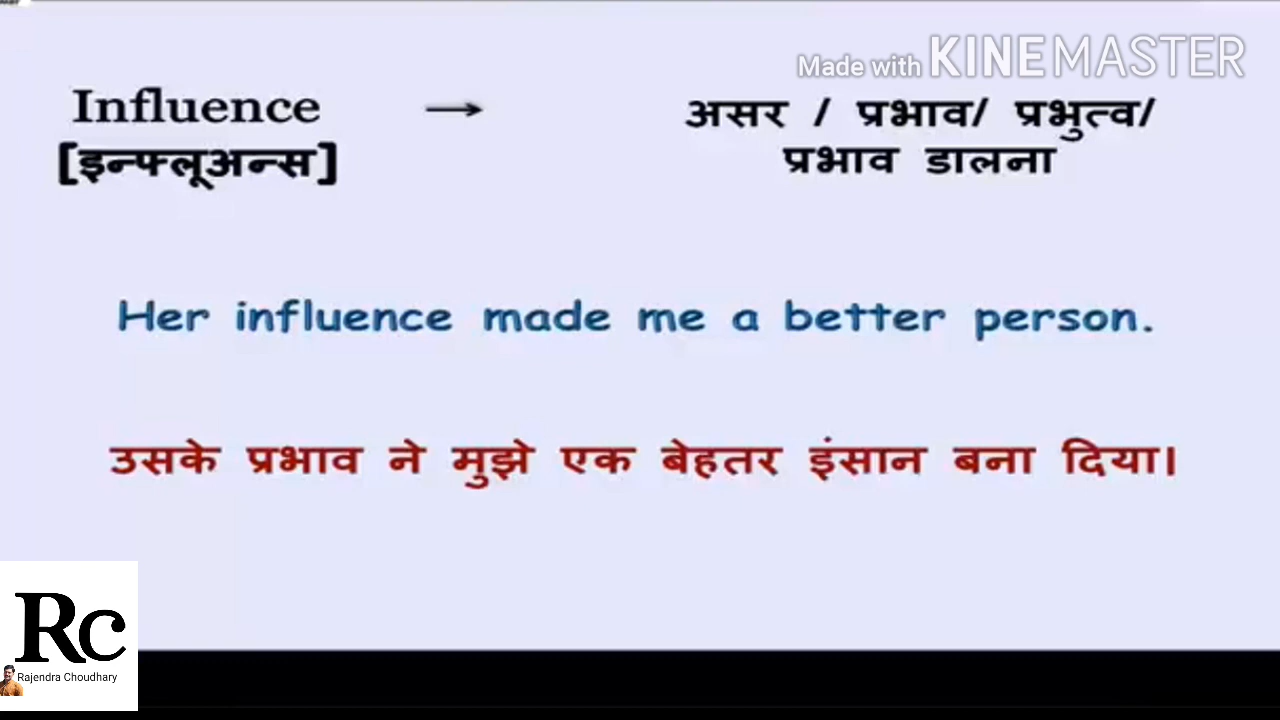 Made with KINEMASTER
Influence → असर / प्रभाव/ प्रभुत्व/
[इन्फ्लूअन्स] प्रभाव डालना
Her influence made me a better person.
उसके प्रभाव ने मुझे एक बेहतर इंसान बना दिया।
Rc
Rajendra Choudhary